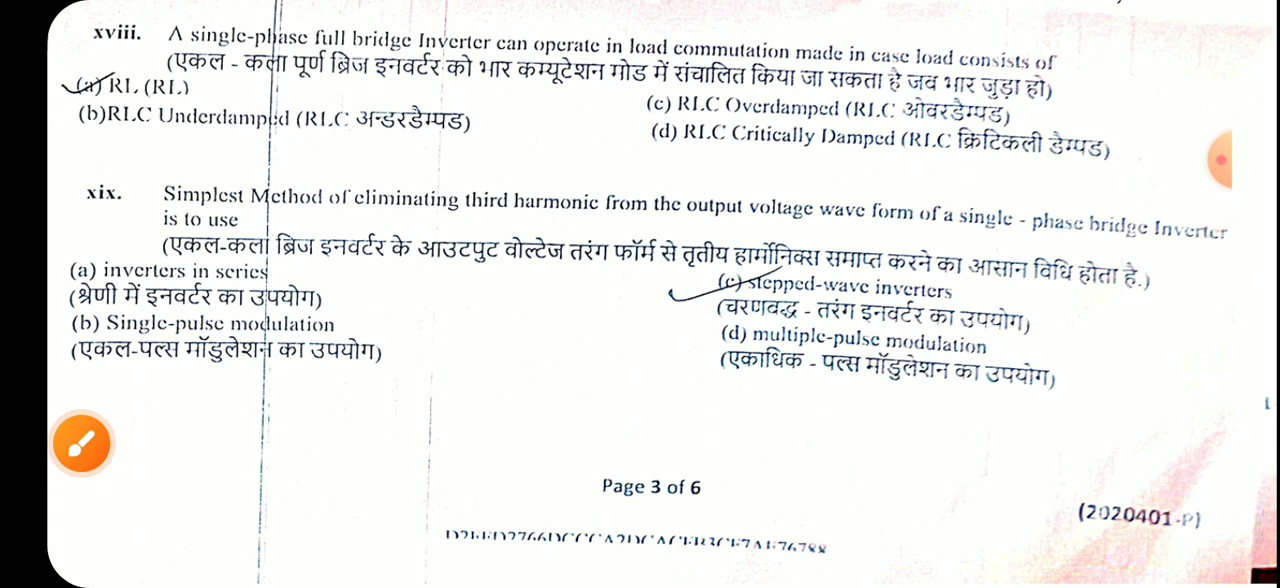 xviii. A single-phase full bridge Inverter can operate in load commutation made in case load consists of
(एकल - कला पूर्ण ब्रिज इनवर्टर को भार कम्यूटेशन मोड में संचालित किया जा सकता है जब भार जुड़ा हो)
(a) RL (RL)
(b)RLC Underdamped (RLC अन्डरडैम्पड)
(c) RLC Overdamped (RLC ओवरडैम्पड)
(d) RLC Critically Damped (RLC क्रिटिकली डैम्पड)
xix. Simplest Method of eliminating third harmonic from the output voltage wave form of a single - phase bridge Inverter
is to use
(एकल-कला ब्रिज इनवर्टर के आउटपुट वोल्टेज तरंग फॉर्म से तृतीय हार्मोनिक्स समाप्त करने का आसान विधि होता है.)
(a) inverters in series
(श्रेणी में इनवर्टर का उपयोग)
(b) Single-pulse modulation
(एकल-पल्स मॉडुलेशन का उपयोग)
(c) stepped-wave inverters
(चरणवद्ध - तरंग इनवर्टर का उपयोग)
(d) multiple-pulse modulation
(एकाधिक - पल्स मॉडुलेशन का उपयोग)
Page 3 of 6
(2020401-P)